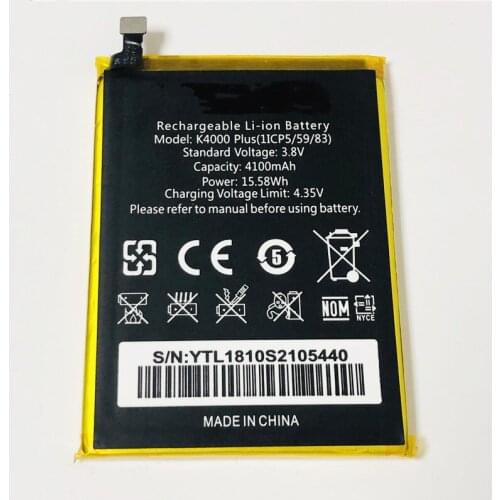 Rechargeable Li-ion Battery
Model: K4000 Plus(1ICP5/59/83)
Standard Voltage: 3.8V
Capacity: 4100mAh
Power: 15.58Wh
Charging Voltage Limit: 4.35V
Please refer to manual before using battery.
CE
5
NOM
NYCE
S/N:YTL1810S2105440
MADE IN CHINA